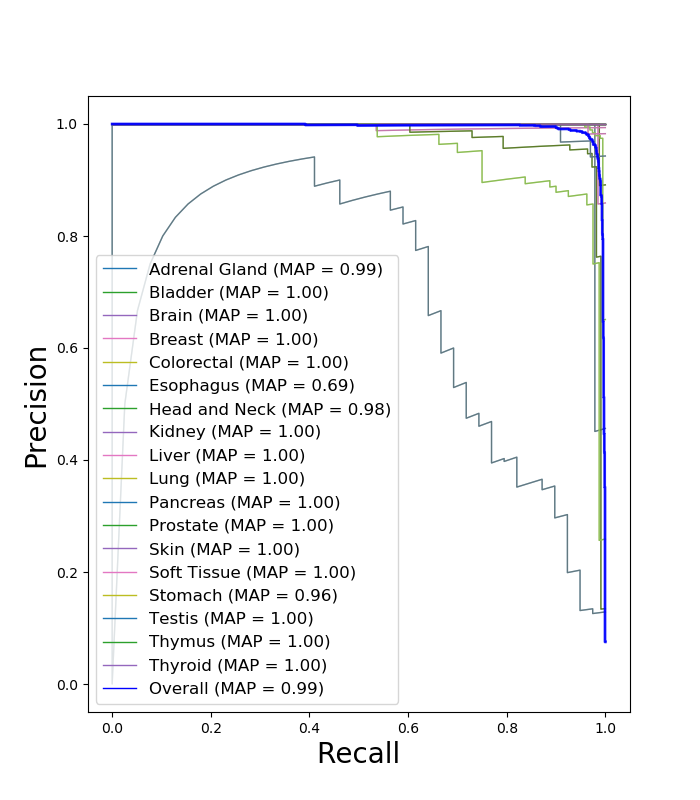 1.0
0.8
0.6
0.4
0.2
0.0
Precision
Adrenal Gland (MAP = 0.99)
Bladder (MAP = 1.00)
Brain (MAP = 1.00)
Breast (MAP = 1.00)
Colorectal (MAP = 1.00)
Esophagus (MAP = 0.69)
Head and Neck (MAP = 0.98)
Kidney (MAP = 1.00)
Liver (MAP = 1.00)
Lung (MAP = 1.00)
Pancreas (MAP = 1.00)
Prostate (MAP = 1.00)
Skin (MAP = 1.00)
Soft Tissue (MAP = 1.00)
Stomach (MAP = 0.96)
Testis (MAP = 1.00)
Thymus (MAP = 1.00)
Thyroid (MAP = 1.00)
Overall (MAP = 0.99)
0.0 0.2 0.4 0.6 0.8 1.0
Recall